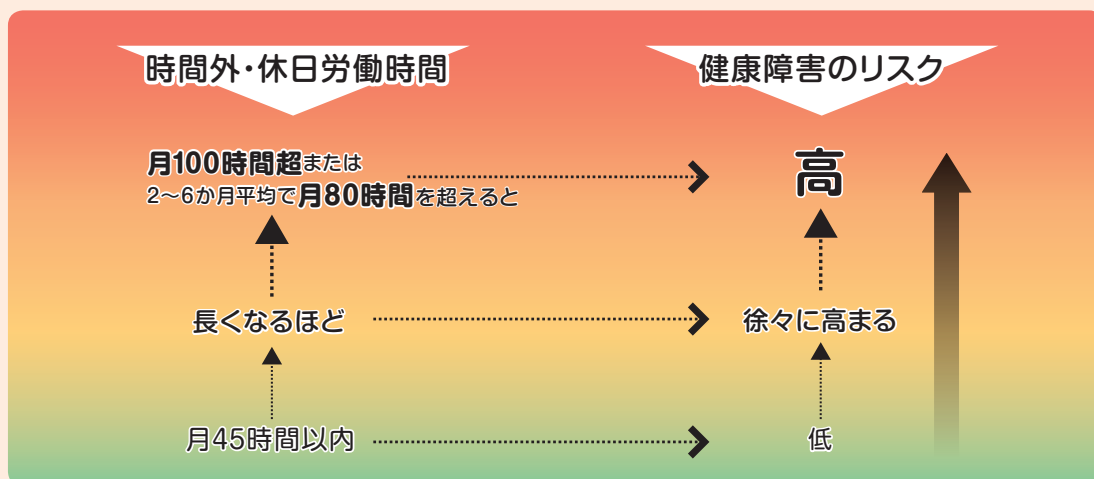 時間外・休日労働時間
健康障害のリスク
月100時間超または
2〜6か月平均で月80時間を超えると
高
長くなるほど
徐々に高まる
月45時間以内
低